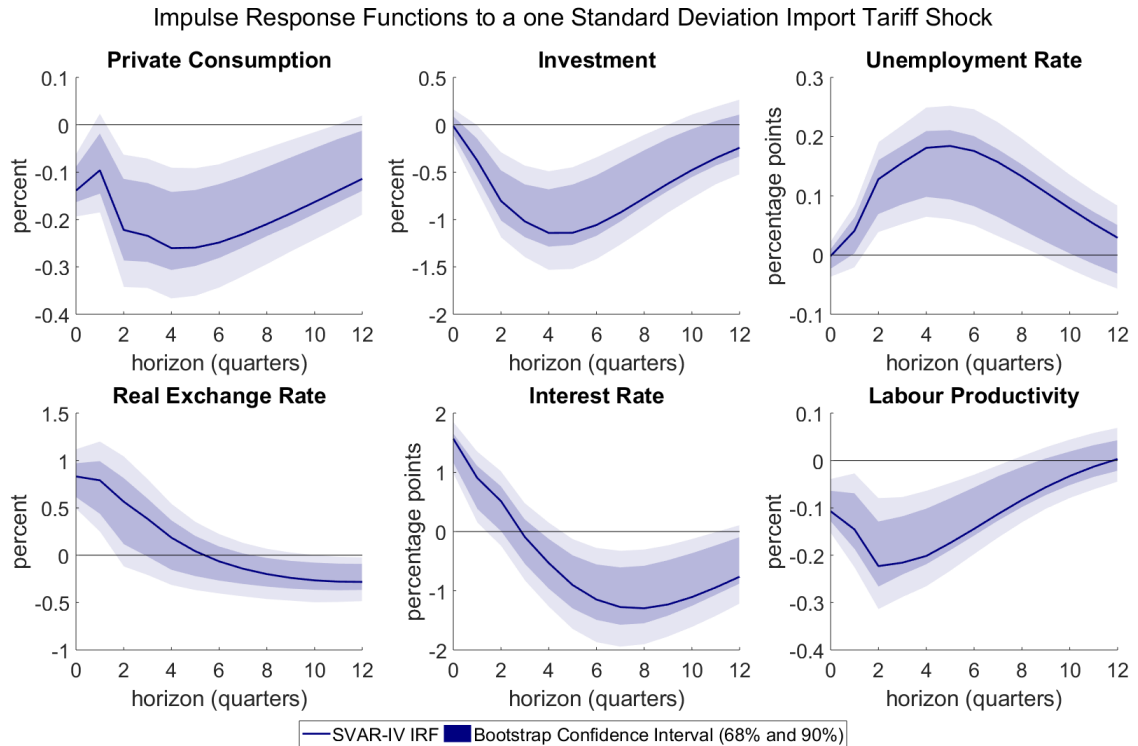 Impulse Response Functions to a one Standard Deviation Import Tariff Shock
Private Consumption
0.1
0
-0.1
-0.2
-0.3
-0.4
percent
0 2 4 6 8 10 12
horizon (quarters)
Investment
0.5
0
-0.5
-1
-1.5
-2
percent
0 2 4 6 8 10 12
horizon (quarters)
Unemployment Rate
0.3
0.2
0.1
0
-0.1
percentage points
0 2 4 6 8 10 12
horizon (quarters)
Real Exchange Rate
1.5
1
0.5
0
-0.5
-1
percent
0 2 4 6 8 10 12
horizon (quarters)
Interest Rate
2
1
0
-1
-2
percentage points
0 2 4 6 8 10 12
horizon (quarters)
Labour Productivity
0.1
0
-0.1
-0.2
-0.3
-0.4
percent
0 2 4 6 8 10 12
horizon (quarters)
SVAR-IV IRF
Bootstrap Confidence Interval (68% and 90%)